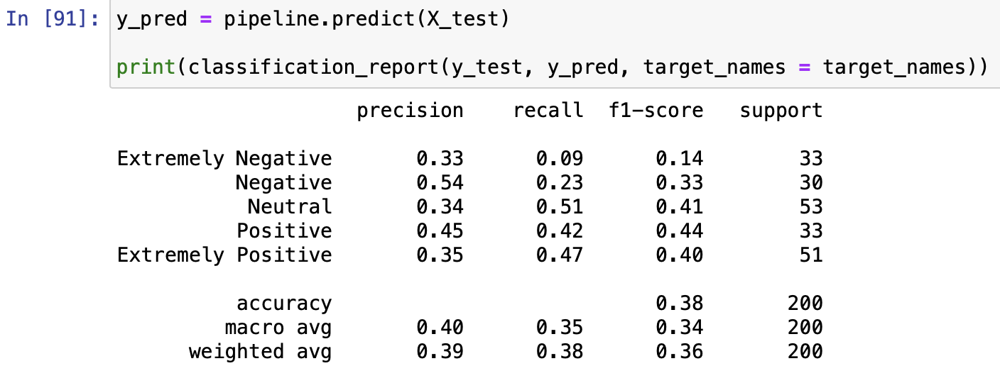 In [91]: y_pred = pipeline.predict(X_test)
print(classification_report(y_test, y_pred, target_names = target_names))
precision recall f1-score support
Extremely Negative 0.33 0.09 0.14 33
Negative 0.54 0.23 0.33 30
Neutral 0.34 0.51 0.41 53
Positive 0.45 0.42 0.44 33
Extremely Positive 0.35 0.47 0.40 51
accuracy 0.38 200
macro avg 0.40 0.35 0.34 200
weighted avg 0.39 0.38 0.36 200